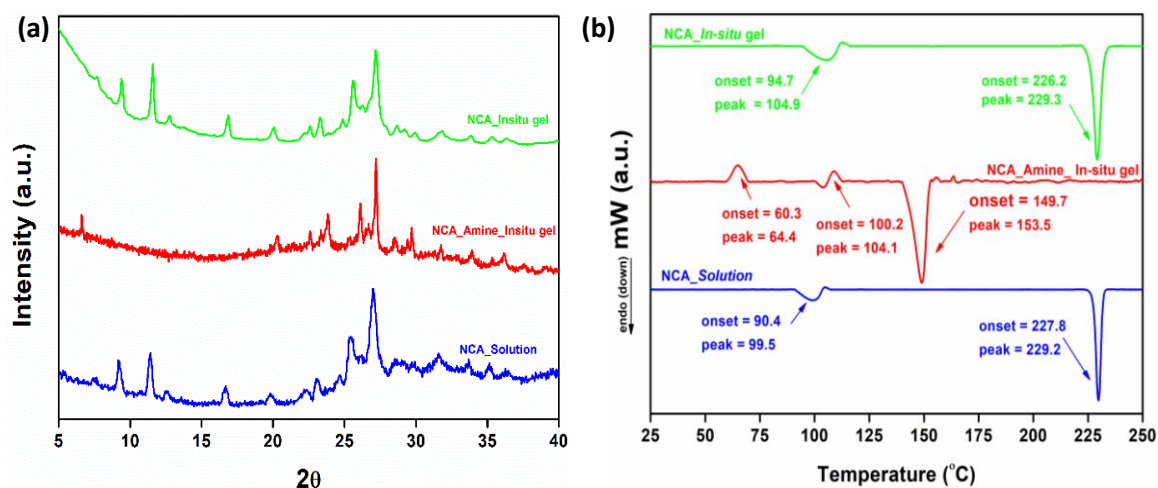 (a)
Intensity (a.u.)
NCA_Insitu gel
NCA_Amine_Insitu gel
NCA_Solution
5 10 15 20 25 30 35 40
2θ
(b)
mW (a.u.)
endo (down)
NCA_In-situ gel
onset = 94.7
peak = 104.9
onset = 226.2
peak = 229.3
NCA_Amine_ In-situ gel
onset = 60.3
peak = 64.4
onset = 100.2
peak = 104.1
onset = 149.7
peak = 153.5
NCA_Solution
onset = 90.4
peak = 99.5
onset = 227.8
peak = 229.2
25 50 75 100 125 150 175 200 225 250
Temperature (°C)